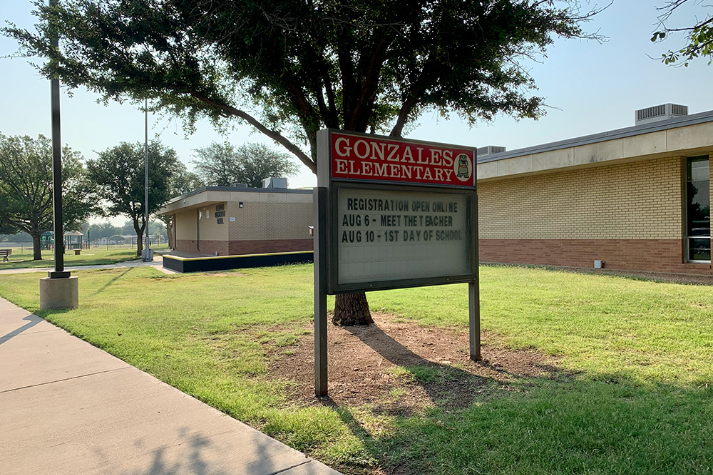 GONZALES
ELEMENTARY
REGISTRATION OPEN ONLINE
AUG 6 - MEET THE TEACHER
AUG 10 - 1ST DAY OF SCHOOL